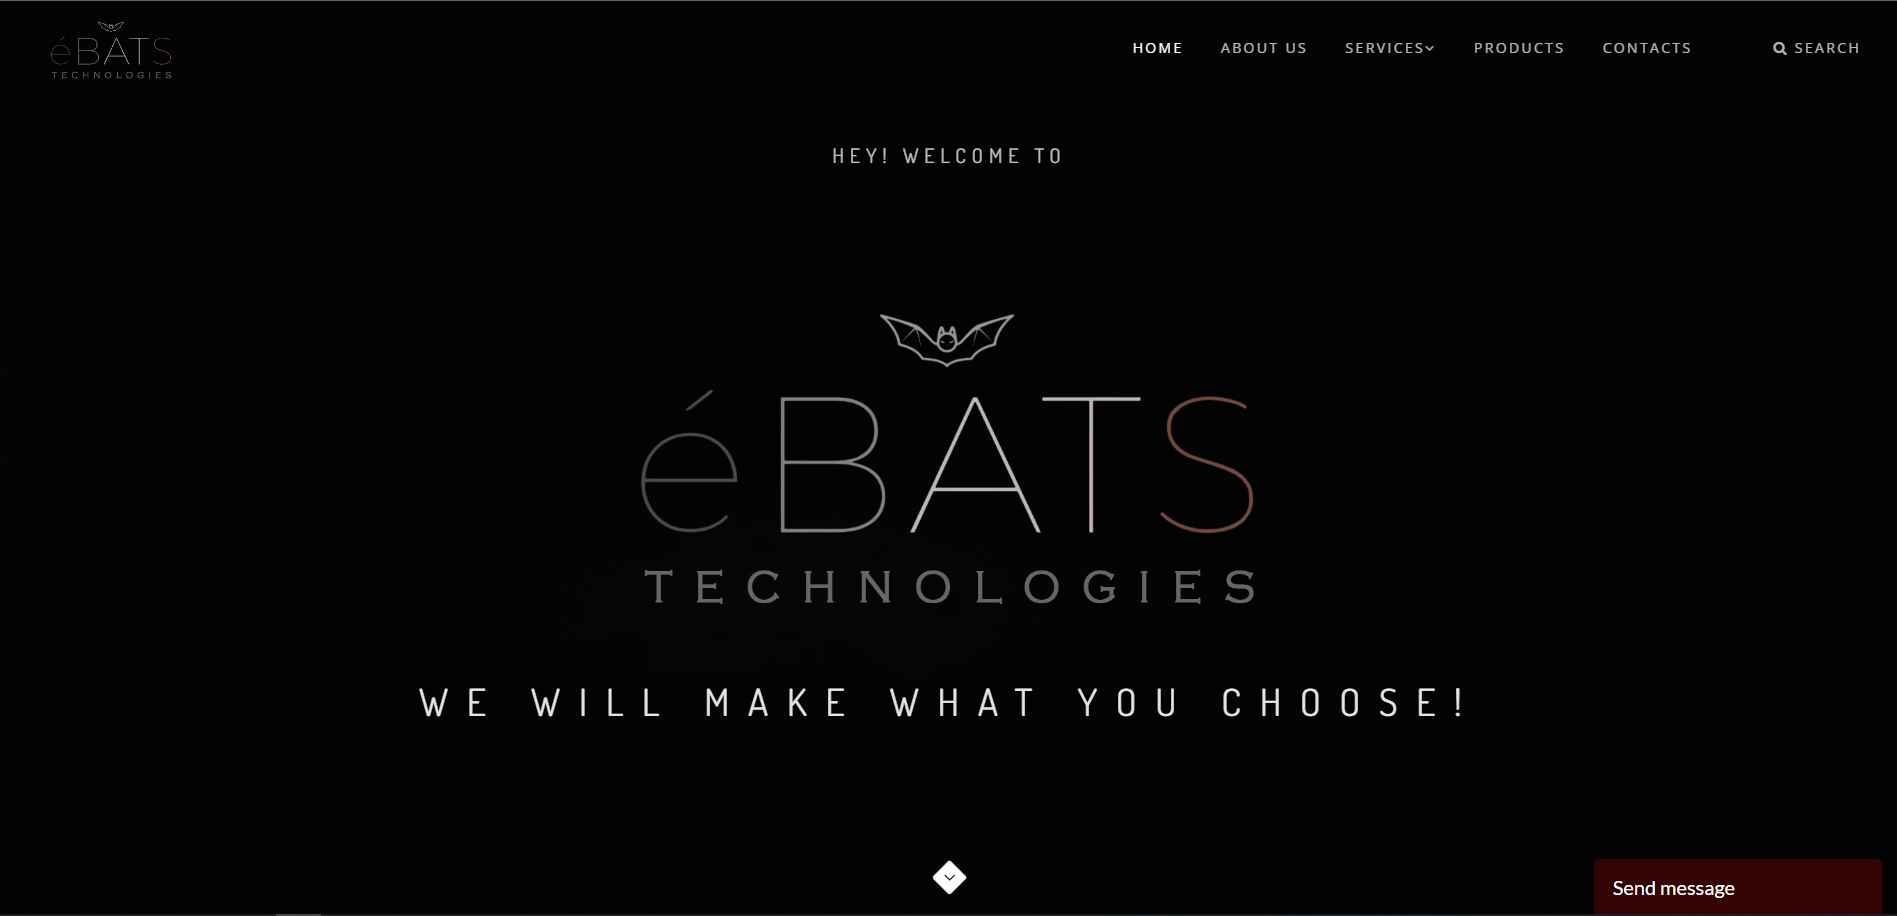 éBATS
TECHNOLOGIES
HOME ABOUT US SERVICES PRODUCTS CONTACTS SEARCH
HEY! WELCOME TO
éBATS
TECHNOLOGIES
WE WILL MAKE WHAT YOU CHOOSE!
Send message